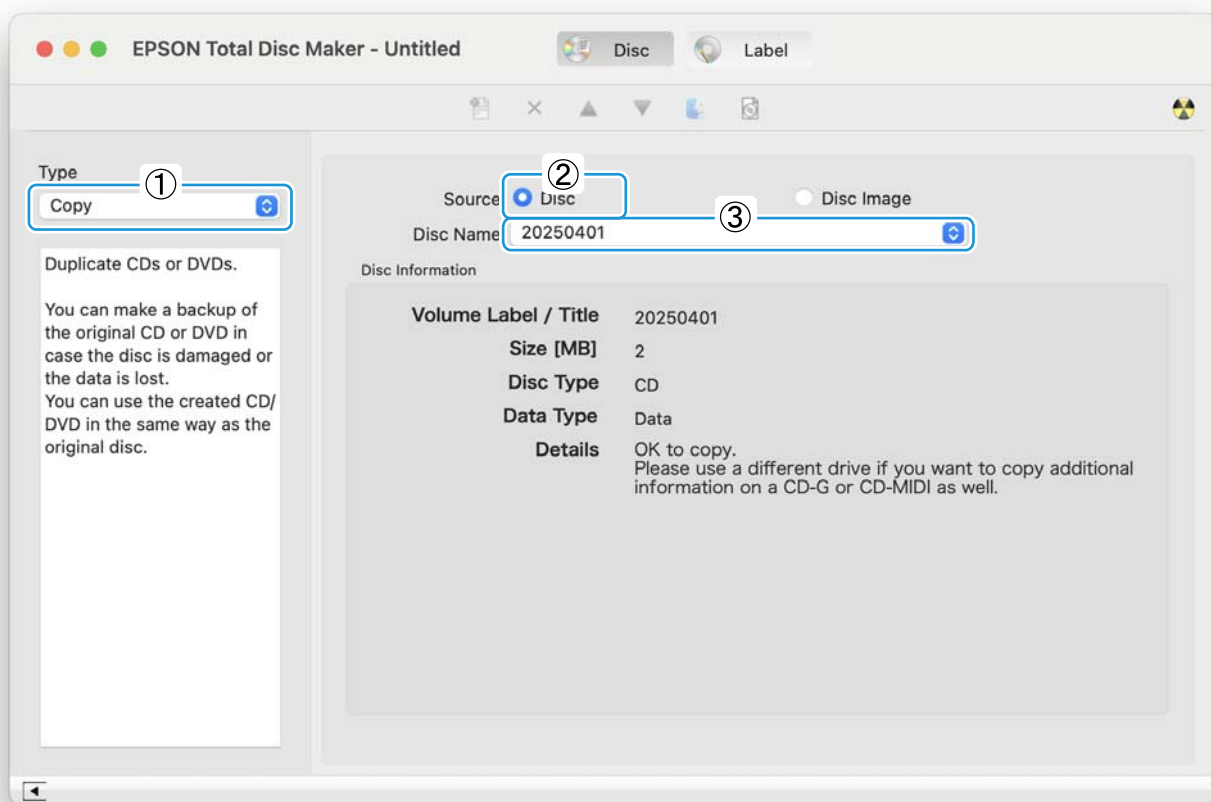 EPSON Total Disc Maker - Untitled
Disc
Label
Type
①
Copy
Duplicate CDs or DVDs.
You can make a backup of
the original CD or DVD in
case the disc is damaged or
the data is lost.
You can use the created CD/
DVD in the same way as the
original disc.
②
Source
Disc
Disc Image
③
Disc Name
20250401
Disc Information
Volume Label / Title
20250401
Size [MB]
2
Disc Type
CD
Data Type
Data
Details
OK to copy.
Please use a different drive if you want to copy additional
information on a CD-G or CD-MIDI as well.